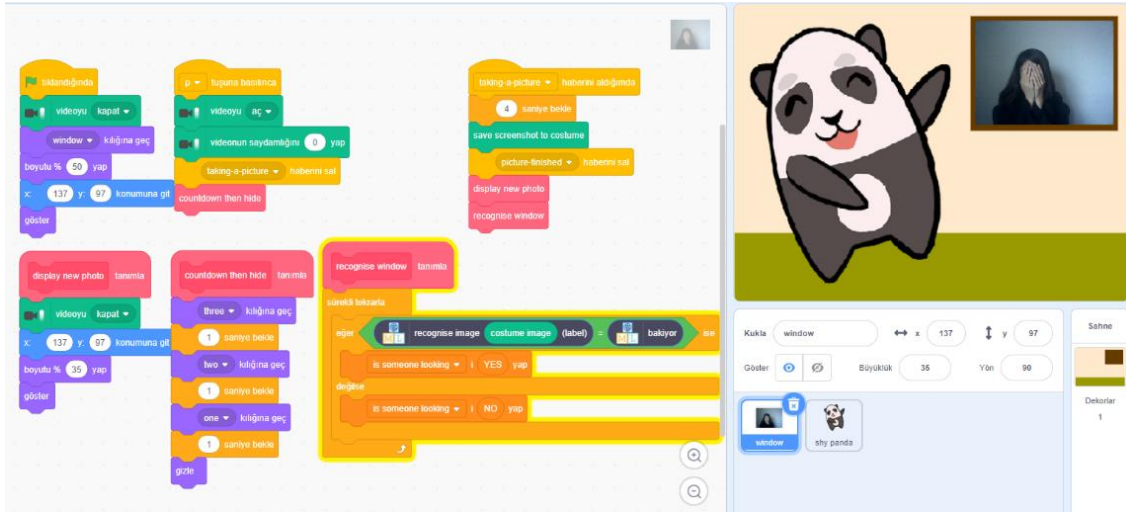 tıklandığında
videoyu kapat
window kılığına geç
boyutu % 50 yap
x: 137 y: 97 konumuna git
göster
p tuşuna basılınca
videoyu aç
videonun saydamlığını 0 yap
taking-a-picture haberini sal
countdown then hide
taking-a-picture haberini aldığımda
4 saniye bekle
save screenshot to costume
picture-finished haberini sal
display new photo
recognise window
display new photo tanımla
videoyu kapat
x: 137 y: 97 konumuna git
boyutu % 35 yap
göster
countdown then hide tanımla
three kılığına geç
1 saniye bekle
two kılığına geç
1 saniye bekle
one kılığına geç
1 saniye bekle
gizle
recognise window tanımla
sürekli tekrarla
eğer recognise image costume image (label) = bakiyor ise
is someone looking i YES yap
değilse
is someone looking i NO yap
Kukla window x 137 y 97
Göster Büyüklük 35 Yön 90
window
shy panda
Sahne
Dekorlar
1